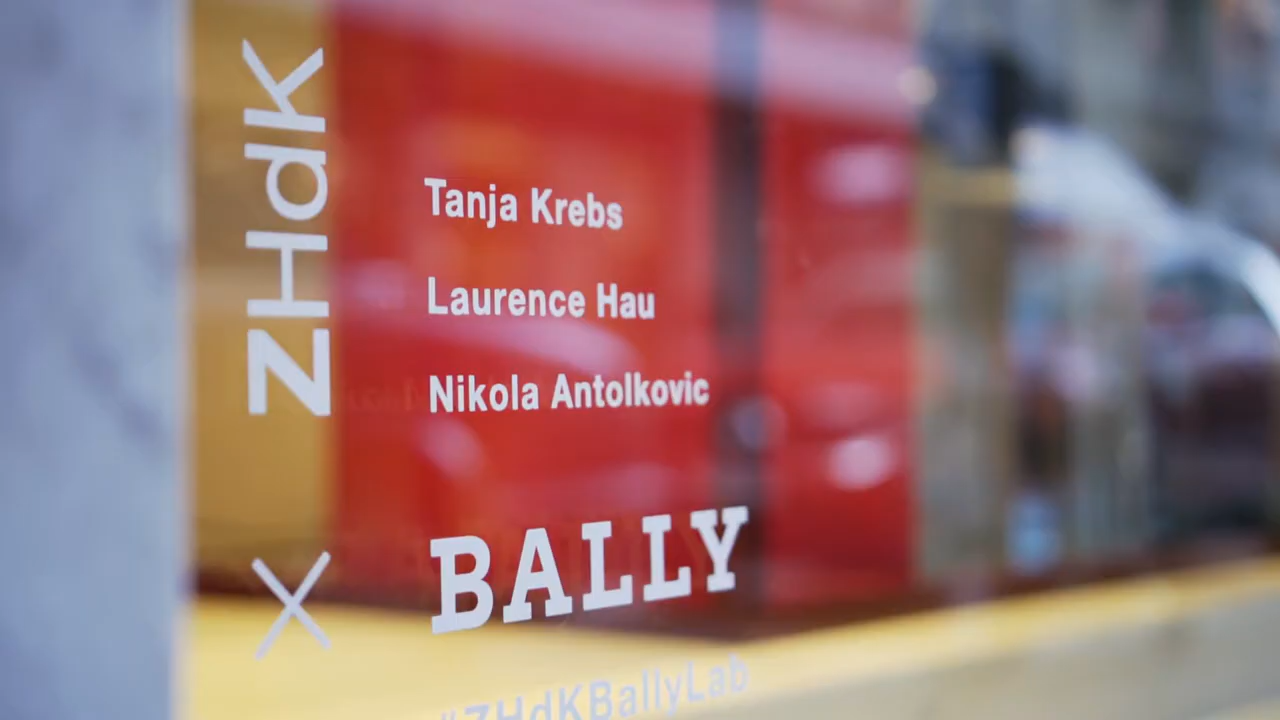 ZHdK
Tanja Krebs
Laurence Hau
Nikola Antolkovic
×
BALLY
#ZHdKBallyLab